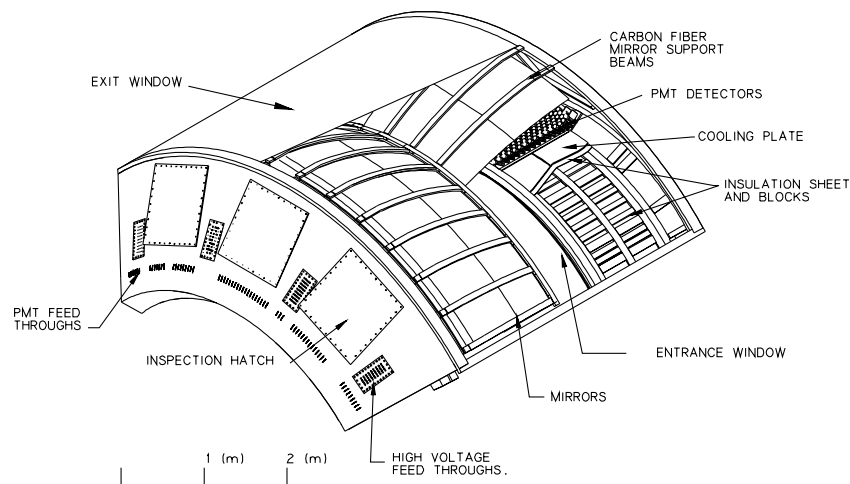 CARBON FIBER
MIRROR SUPPORT
BEAMS
EXIT WINDOW
PMT DETECTORS
COOLING PLATE
INSULATION SHEET
AND BLOCKS
PMT FEED
THROUGHS
INSPECTION HATCH
ENTRANCE WINDOW
MIRRORS
1 (m) 2 (m)
HIGH VOLTAGE
FEED THROUGHS.